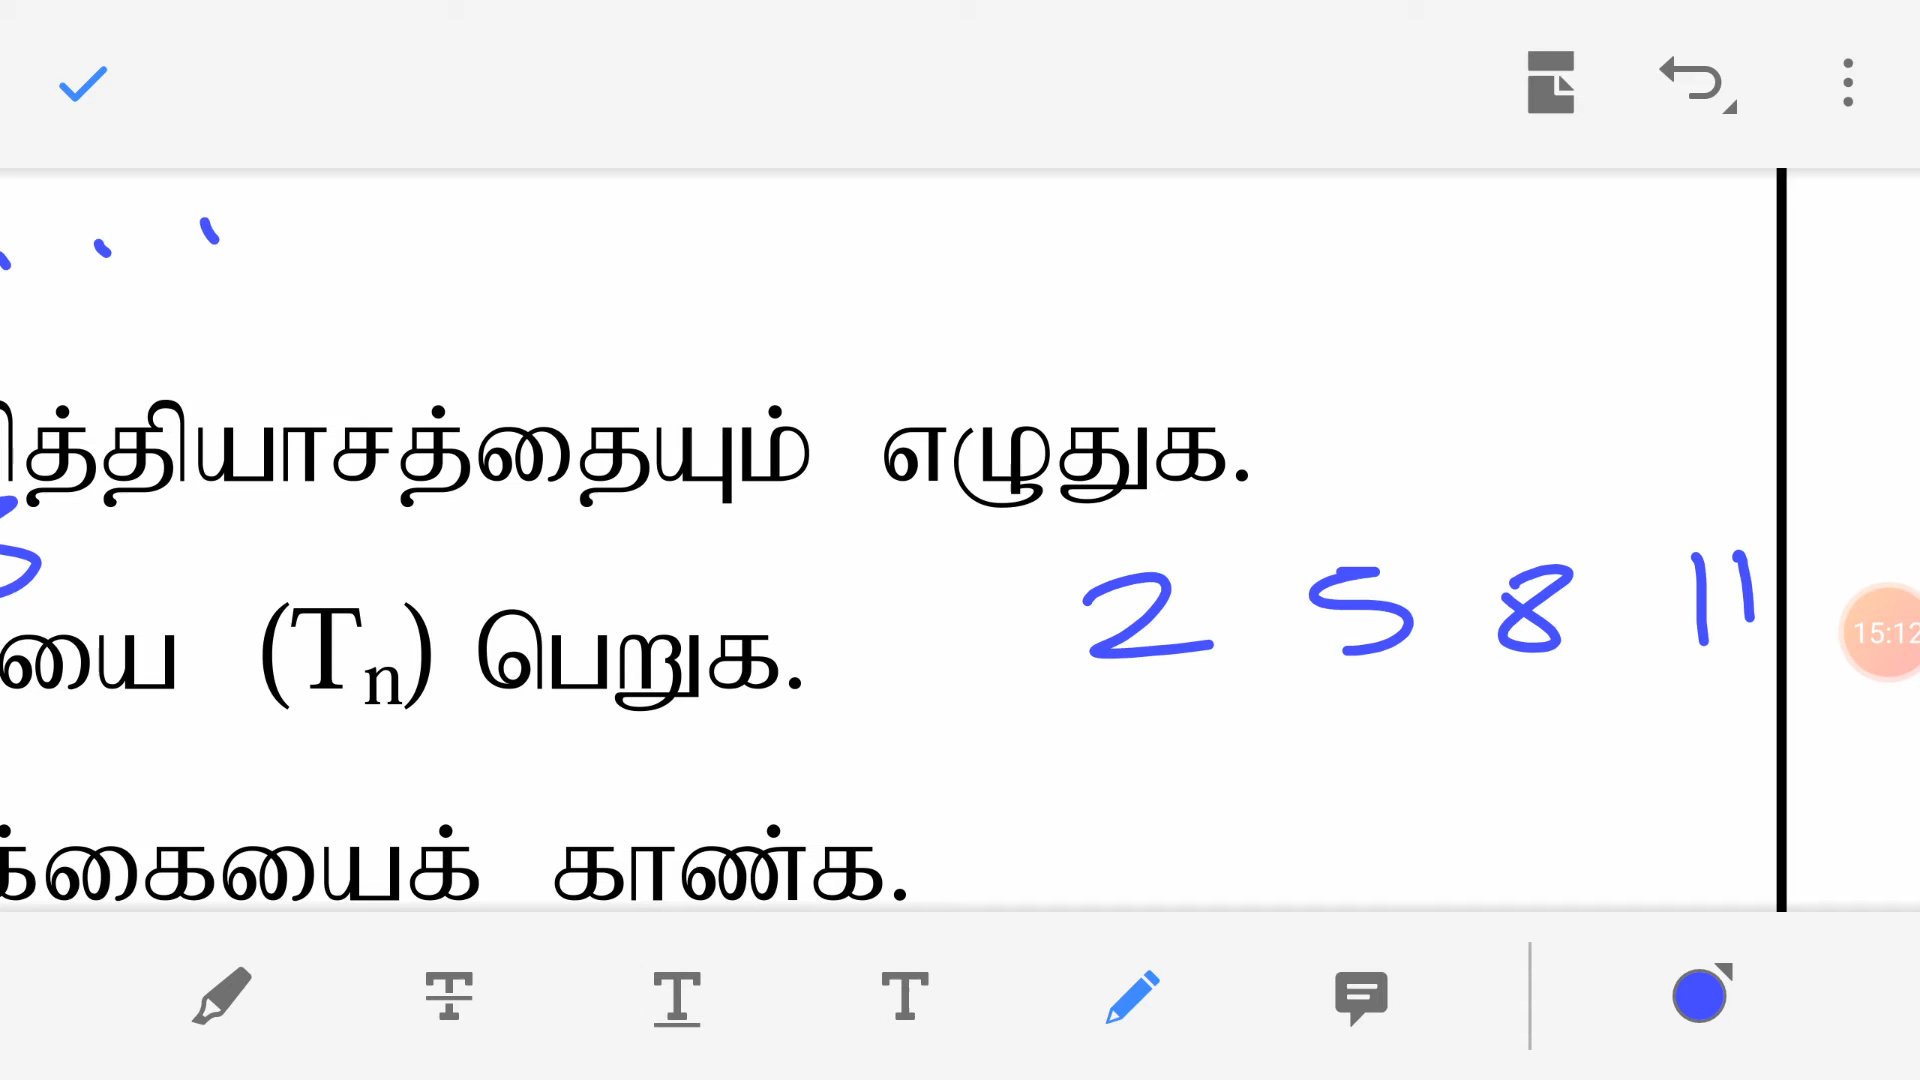 த்தியாசத்தையும் எழுதுக.
2 5 8 11
யை (Tn) பெறுக.
15:12
க்கையைக் காண்க.